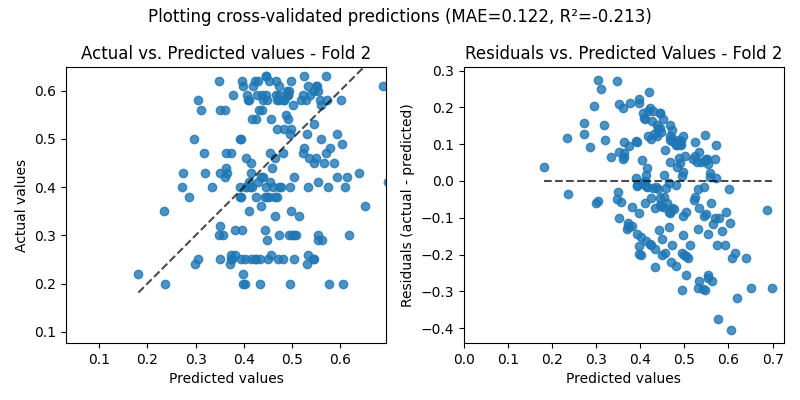 Plotting cross-validated predictions (MAE=0.122, R²=-0.213)
Actual vs. Predicted values - Fold 2
Actual values
0.6
0.5
0.4
0.3
0.2
0.1
0.1 0.2 0.3 0.4 0.5 0.6
Predicted values
Residuals vs. Predicted Values - Fold 2
Residuals (actual - predicted)
0.3
0.2
0.1
0.0
−0.1
−0.2
−0.3
−0.4
0.0 0.1 0.2 0.3 0.4 0.5 0.6 0.7
Predicted values